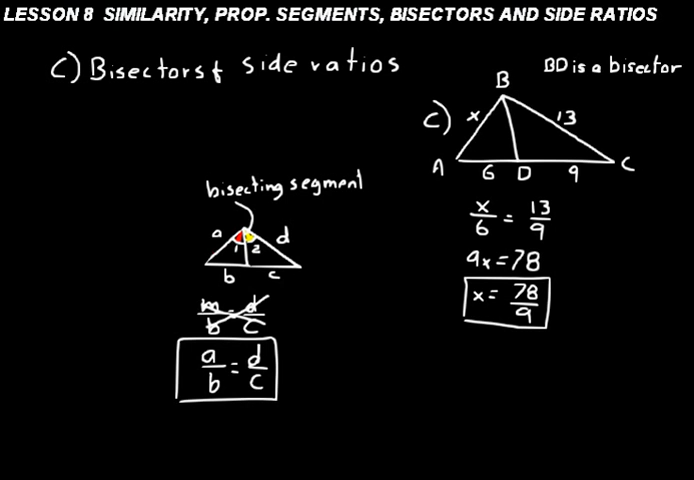 LESSON 8 SIMILARITY, PROP. SEGMENTS, BISECTORS AND SIDE RATIOS
C) Bisectors & side ratios
BD is a bisector
C)
B
x 13
A 6 D 9 C
x/6 = 13/9
9x = 78
x = 78/9
bisecting segment
a d
1 2
b c
m/b = d/c
a/b = d/c